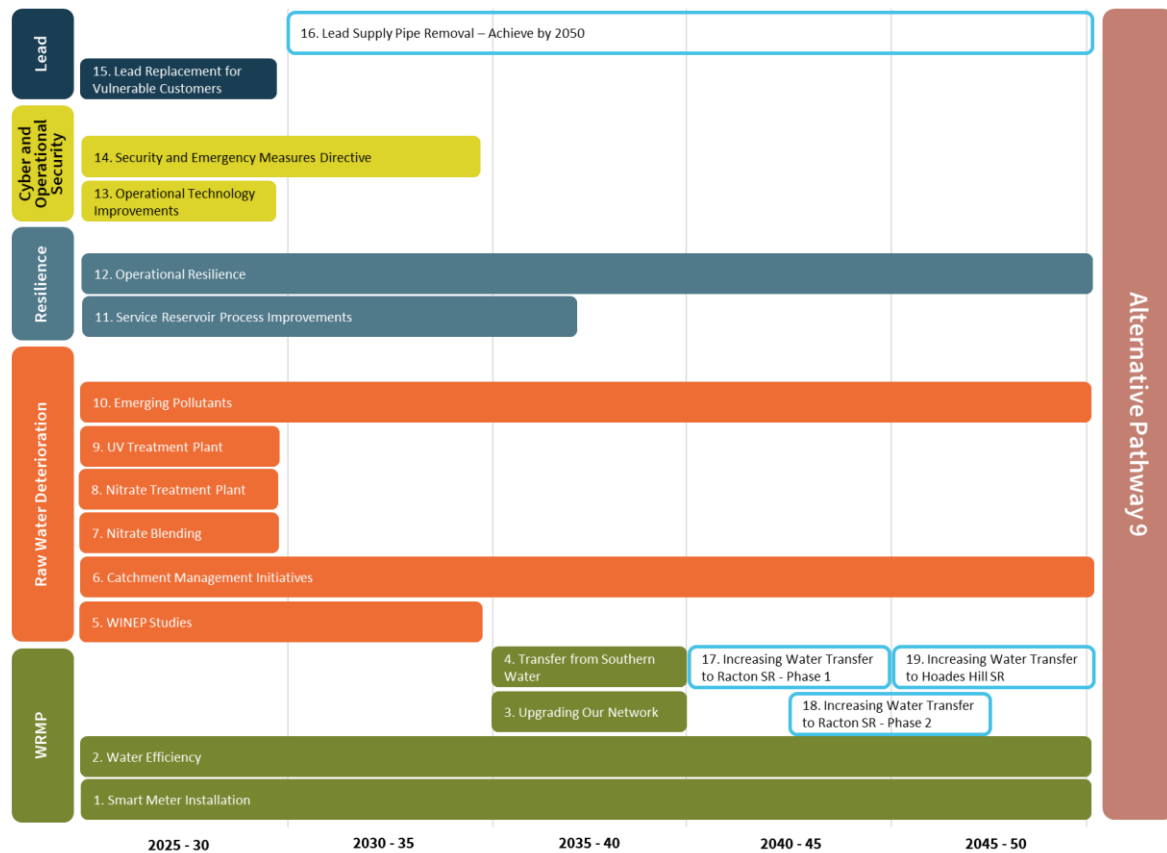 Lead
16. Lead Supply Pipe Removal – Achieve by 2050
15. Lead Replacement for
Vulnerable Customers
Cyber and
Operational
Security
14. Security and Emergency Measures Directive
13. Operational Technology
Improvements
Resilience
12. Operational Resilience
11. Service Reservoir Process Improvements
Raw Water Deterioration
10. Emerging Pollutants
9. UV Treatment Plant
8. Nitrate Treatment Plant
7. Nitrate Blending
6. Catchment Management Initiatives
5. WINEP Studies
WRMP
4. Transfer from Southern
Water
17. Increasing Water Transfer
to Racton SR - Phase 1
19. Increasing Water Transfer
to Hoades Hill SR
3. Upgrading Our Network
18. Increasing Water Transfer
to Racton SR - Phase 2
2. Water Efficiency
1. Smart Meter Installation
Alternative Pathway 9
2025 - 30
2030 - 35
2035 - 40
2040 - 45
2045 - 50